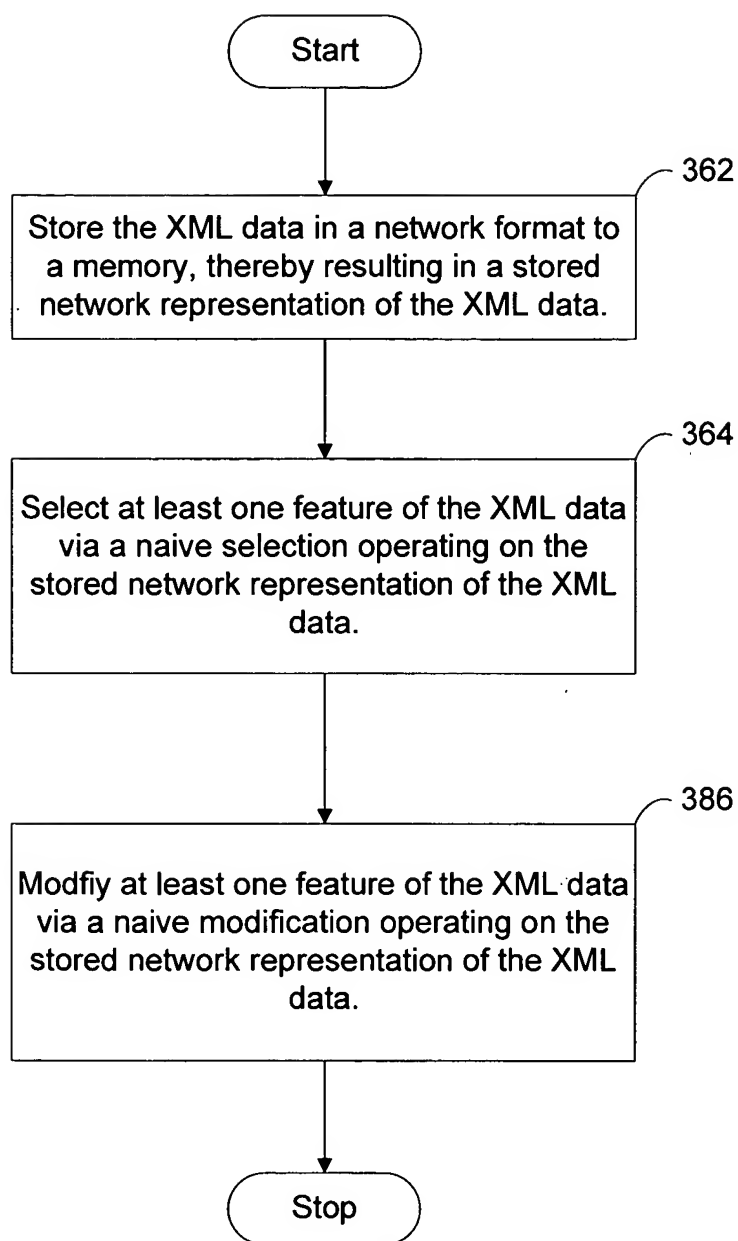 Start
362
Store the XML data in a network format to
a memory, thereby resulting in a stored
network representation of the XML data.
364
Select at least one feature of the XML data
via a naive selection operating on the
stored network representation of the XML
data.
386
Modfiy at least one feature of the XML data
via a naive modification operating on the
stored network representation of the XML
data.
Stop